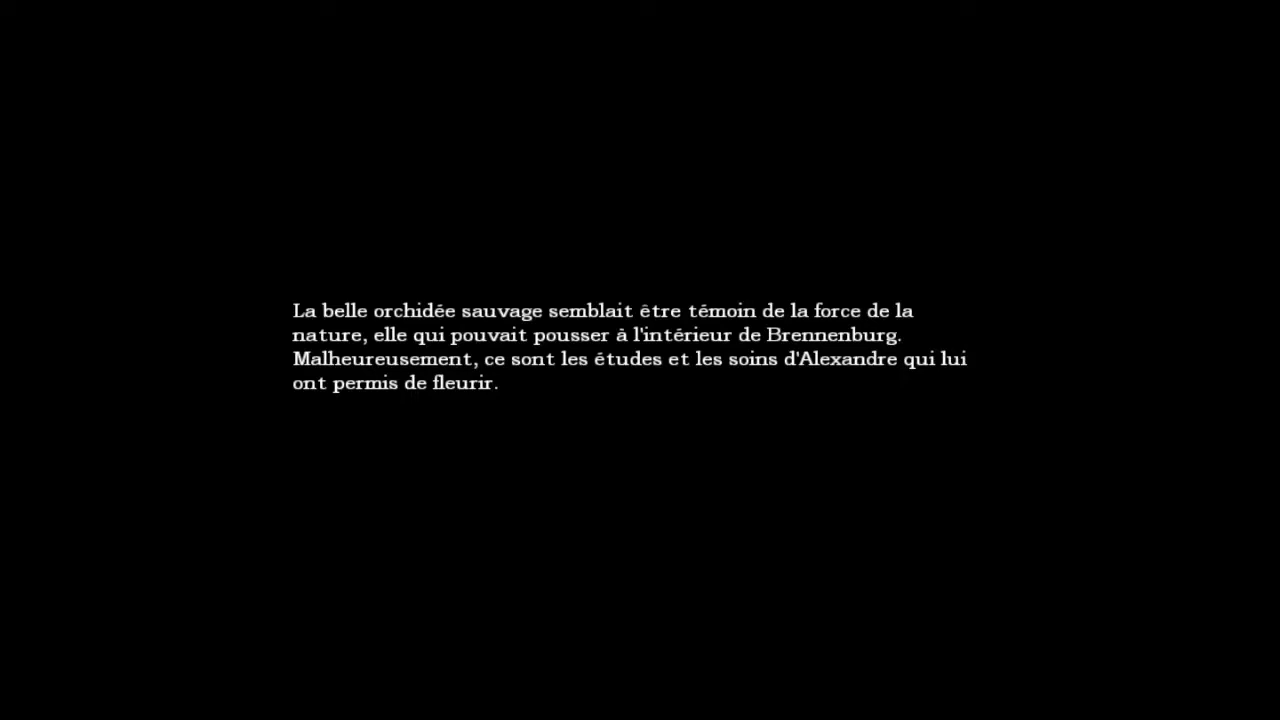 La belle orchidée sauvage semblait être témoin de la force de la
nature, elle qui pouvait pousser à l'intérieur de Brennenburg.
Malheureusement, ce sont les études et les soins d'Alexandre qui lui
ont permis de fleurir.